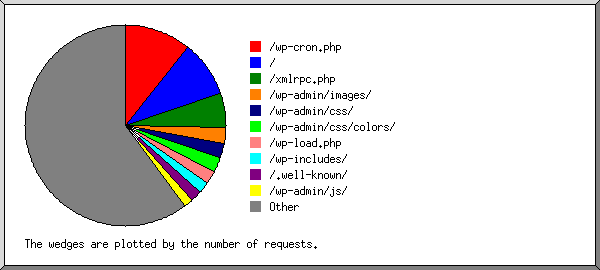 /wp-cron.php
/
/xmlrpc.php
/wp-admin/images/
/wp-admin/css/
/wp-admin/css/colors/
/wp-load.php
/wp-includes/
/.well-known/
/wp-admin/js/
Other
The wedges are plotted by the number of requests.